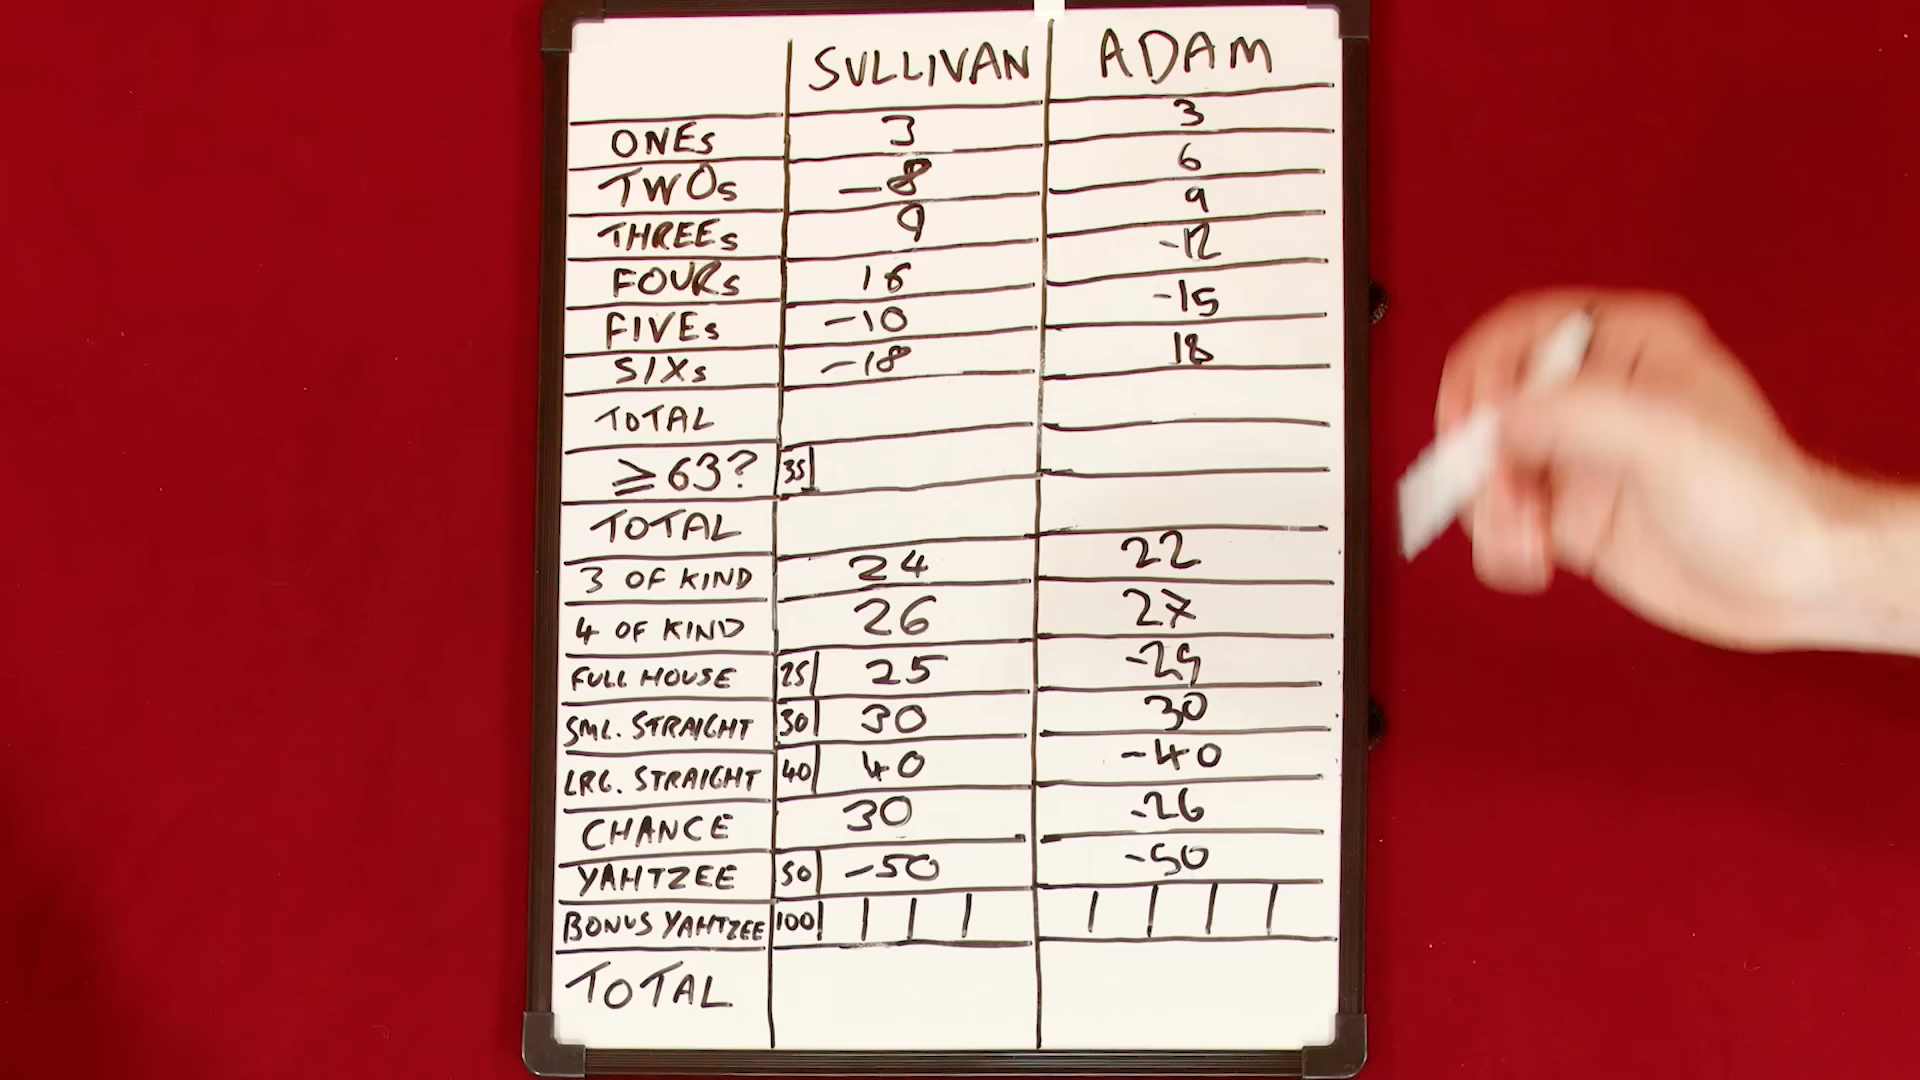 SULLIVAN ADAM
ONEs 3 3
TWOs -8 6
THREEs 9 9
FOURs 16 -12
FIVEs -10 -15
SIXs -18 18
TOTAL
≥63? 35
TOTAL
3 OF KIND 24 22
4 OF KIND 26 27
FULL HOUSE 25 25 -25
SML. STRAIGHT 30 30 30
LRG. STRAIGHT 40 40 -40
CHANCE 30 -26
YAHTZEE 50 -50 -50
BONUS YAHTZEE 100
TOTAL